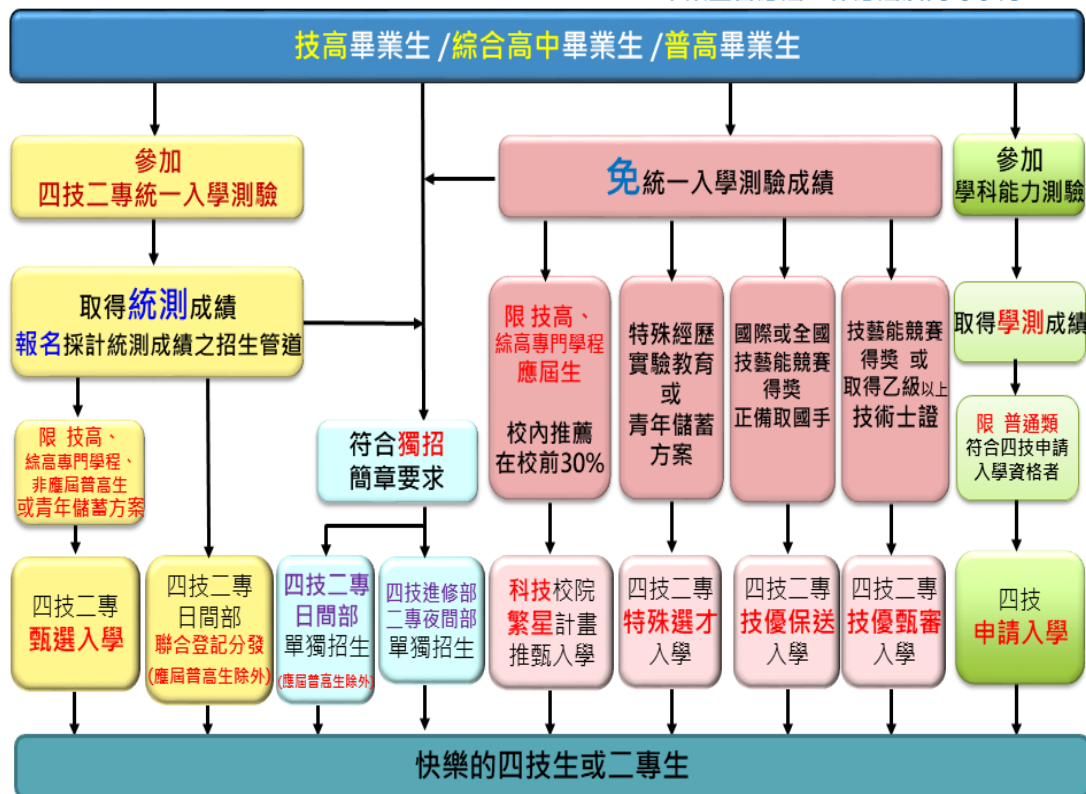 技高畢業生 /綜合高中畢業生 /普高畢業生
參加
四技二專統一入學測驗
免統一入學測驗成績
參加
學科能力測驗
取得統測成績
報名採計統測成績之招生管道
限 技高、
綜高專門學程
應屆生
校內推薦
在校前30%
特殊經歷
實驗教育
或
青年儲蓄
方案
國際或全國
技藝能競賽
得獎
正備取國手
技藝能競賽
得獎 或
取得乙級以上
技術士證
取得學測成績
限 技高、
綜高專門學程、
非應屆普高生
或青年儲蓄方案
符合獨招
簡章要求
限 普通類
符合四技申請
入學資格者
四技二專
甄選入學
四技二專
日間部
聯合登記分發
(應屆普高生除外)
四技二專
日間部
單獨招生
(應屆普高生除外)
四技進修部
二專夜間部
單獨招生
科技校院
繁星計畫
推甄入學
四技二專
特殊選才
入學
四技二專
技優保送
入學
四技二專
技優甄審
入學
四技
申請入學
快樂的四技生或二專生